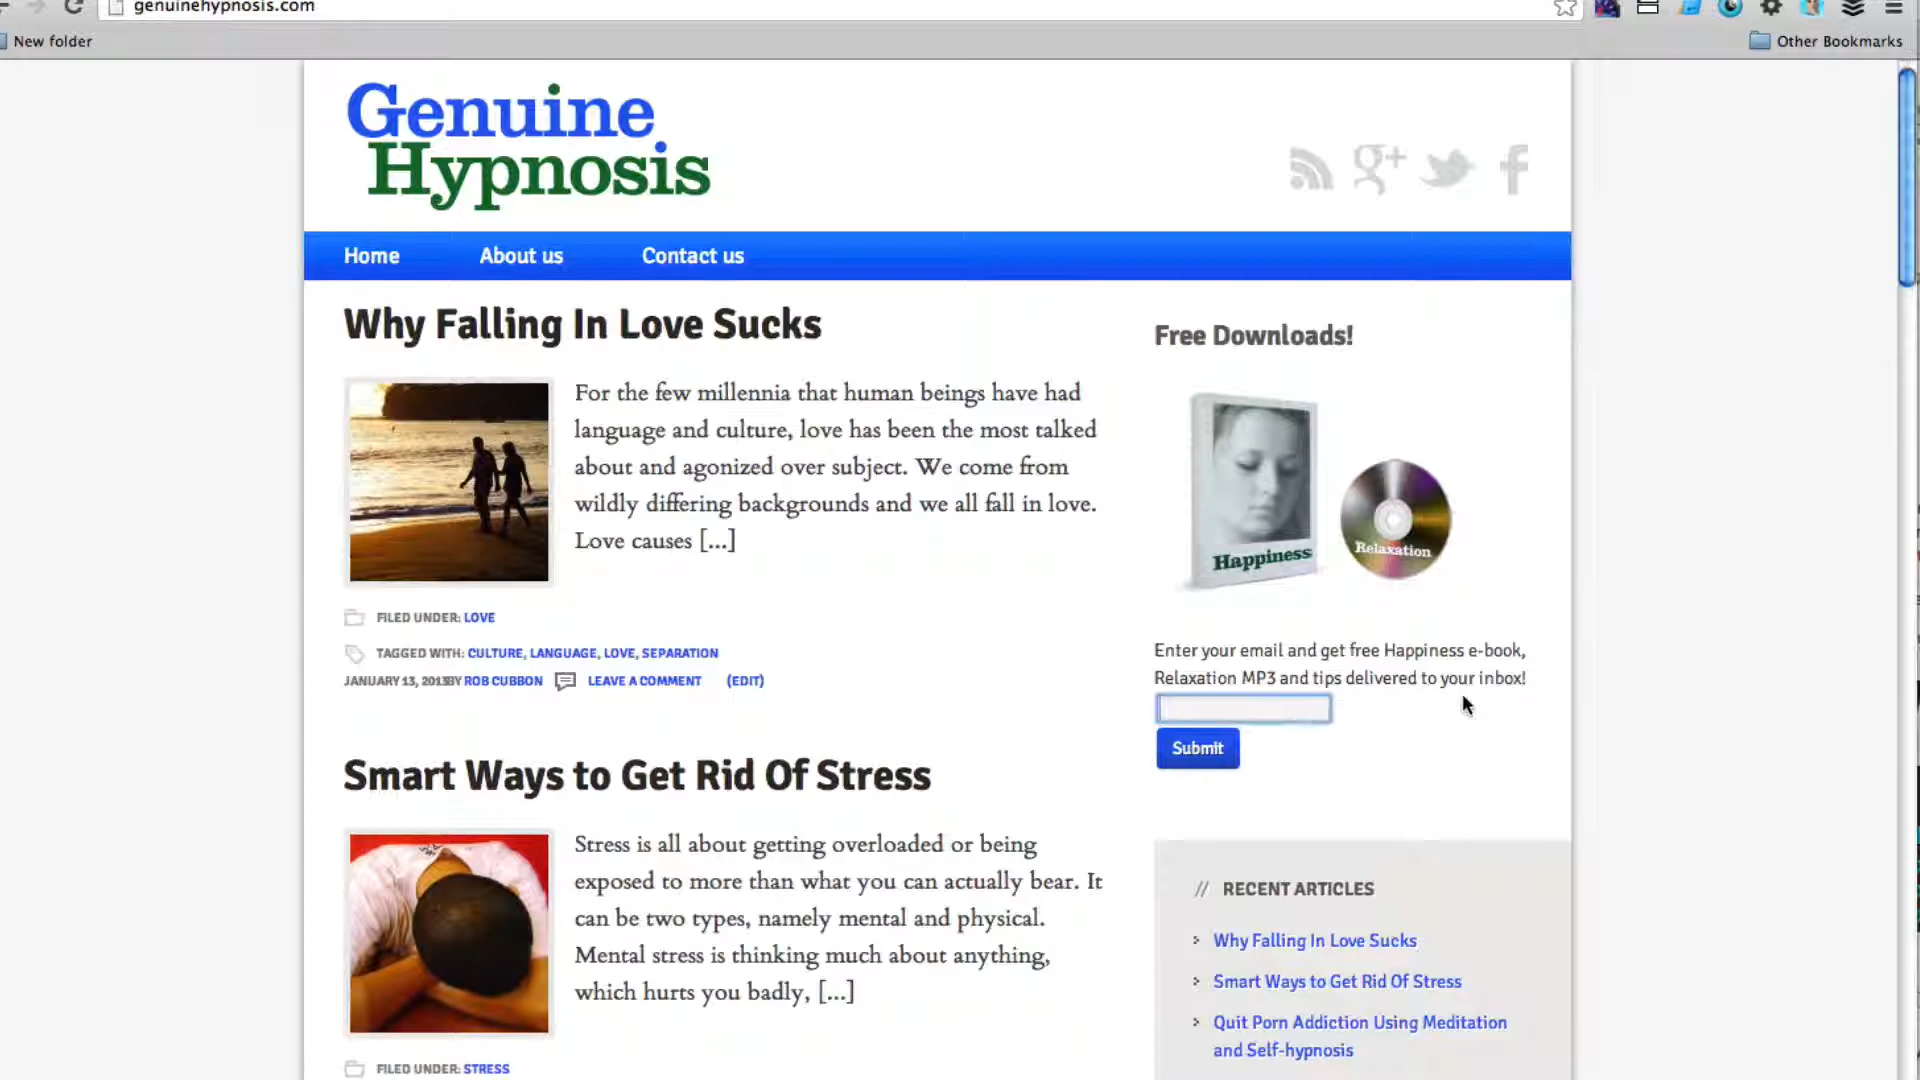 genuinehypnosis.com
New folder
Other Bookmarks
Genuine
Hypnosis
Home
About us
Contact us
Why Falling In Love Sucks
For the few millennia that human beings have had
language and culture, love has been the most talked
about and agonized over subject. We come from
wildly differing backgrounds and we all fall in love.
Love causes [...]
FILED UNDER: LOVE
TAGGED WITH: CULTURE, LANGUAGE, LOVE, SEPARATION
JANUARY 13, 2013BY ROB CUBBON LEAVE A COMMENT (EDIT)
Smart Ways to Get Rid Of Stress
Stress is all about getting overloaded or being
exposed to more than what you can actually bear. It
can be two types, namely mental and physical.
Mental stress is thinking much about anything,
which hurts you badly, [...]
FILED UNDER: STRESS
Free Downloads!
Happiness
Relaxation
Enter your email and get free Happiness e-book,
Relaxation MP3 and tips delivered to your inbox!
Submit
// RECENT ARTICLES
Why Falling In Love Sucks
Smart Ways to Get Rid Of Stress
Quit Porn Addiction Using Meditation
and Self-hypnosis